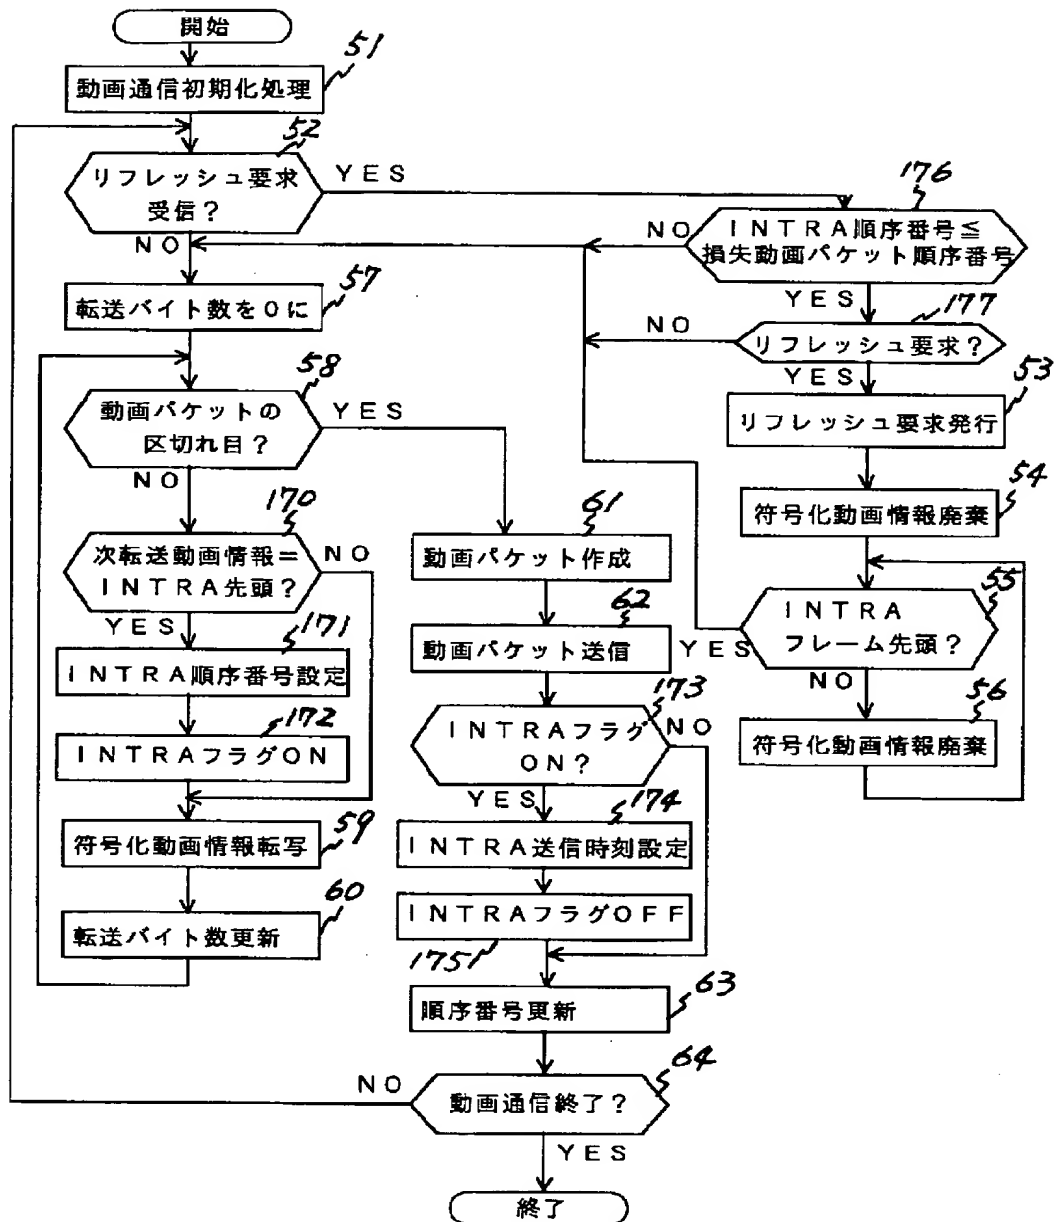 開始
51
動画通信初期化処理
52
リフレッシュ要求
受信？
YES
NO
176
INTRA順序番号≦
損失動画パケット順序番号
NO
YES
57
転送バイト数を0に
177
リフレッシュ要求？
NO
YES
53
リフレッシュ要求発行
58
動画パケットの
区切れ目？
YES
NO
54
符号化動画情報廃棄
170
次転送動画情報＝
INTRA先頭？
NO
YES
61
動画パケット作成
55
INTRA
フレーム先頭？
YES
NO
171
INTRA順序番号設定
62
動画パケット送信
172
INTRAフラグON
173
INTRAフラグ
ON？
NO
YES
56
符号化動画情報廃棄
59
符号化動画情報転写
174
INTRA送信時刻設定
60
転送バイト数更新
INTRAフラグOFF
1751
63
順序番号更新
64
動画通信終了？
NO
YES
終了